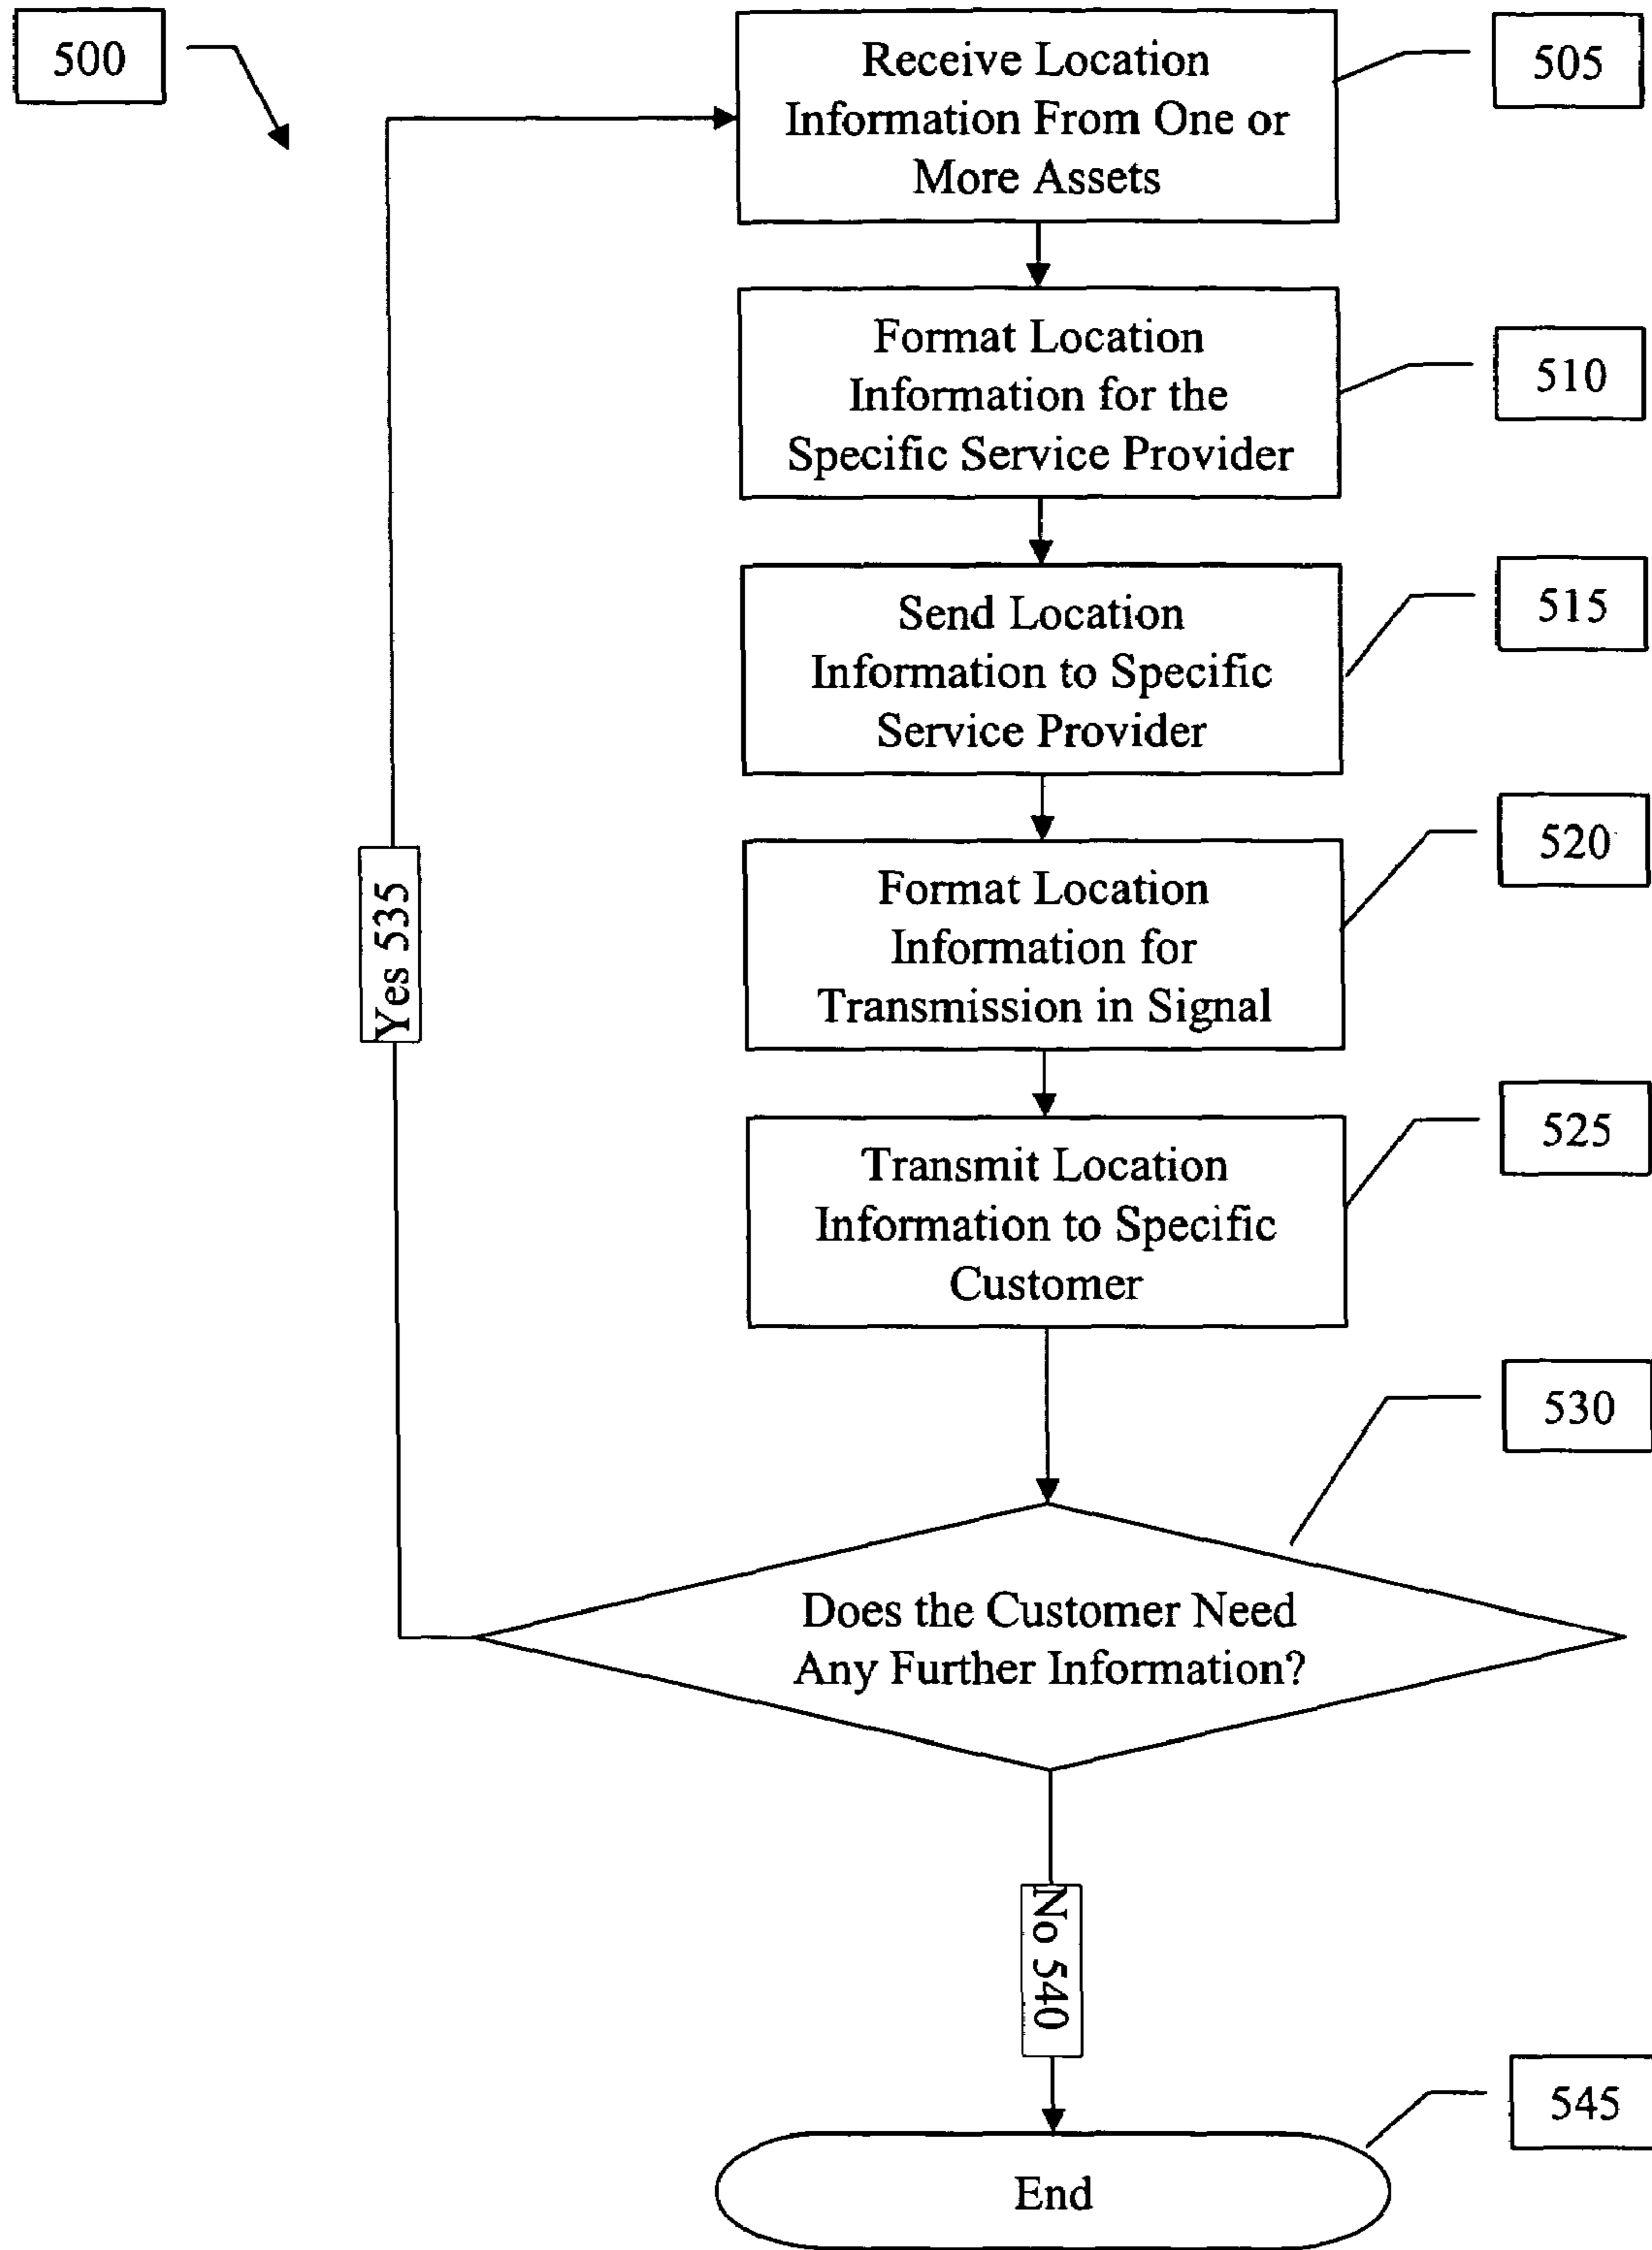 500
Receive Location
Information From One or
More Assets
505
Format Location
Information for the
Specific Service Provider
510
Send Location
Information to Specific
Service Provider
515
Format Location
Information for
Transmission in Signal
520
Yes 535
Transmit Location
Information to Specific
Customer
525
Does the Customer Need
Any Further Information?
530
No 540
End
545